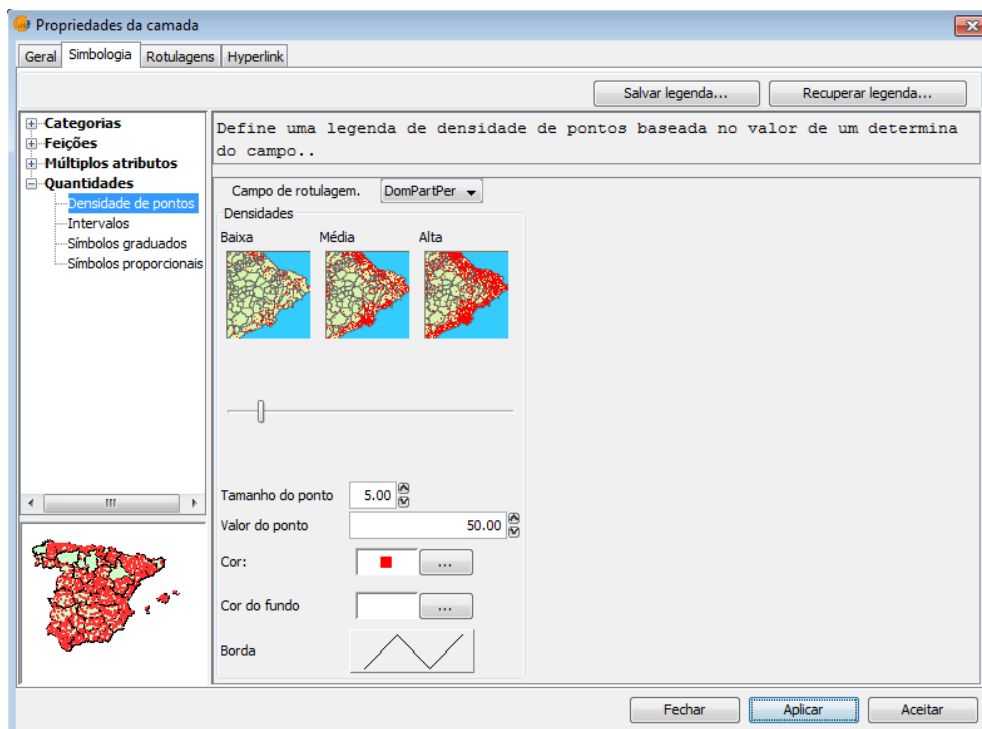 Propriedades da camada
Geral Simbologia Rotulagens Hyperlink
Salvar legenda... Recuperar legenda...
Categorias
Feições
Múltiplos atributos
Quantidades
Densidade de pontos
Intervalos
Símbolos graduados
Símbolos proporcionais
Define uma legenda de densidade de pontos baseada no valor de um determina
do campo..
Campo de rotulagem. DomPartPer
Densidades
Baixa Média Alta
Tamanho do ponto 5.00
Valor do ponto 50.00
Cor: ...
Cor do fundo ...
Borda
Fechar Aplicar Aceitar